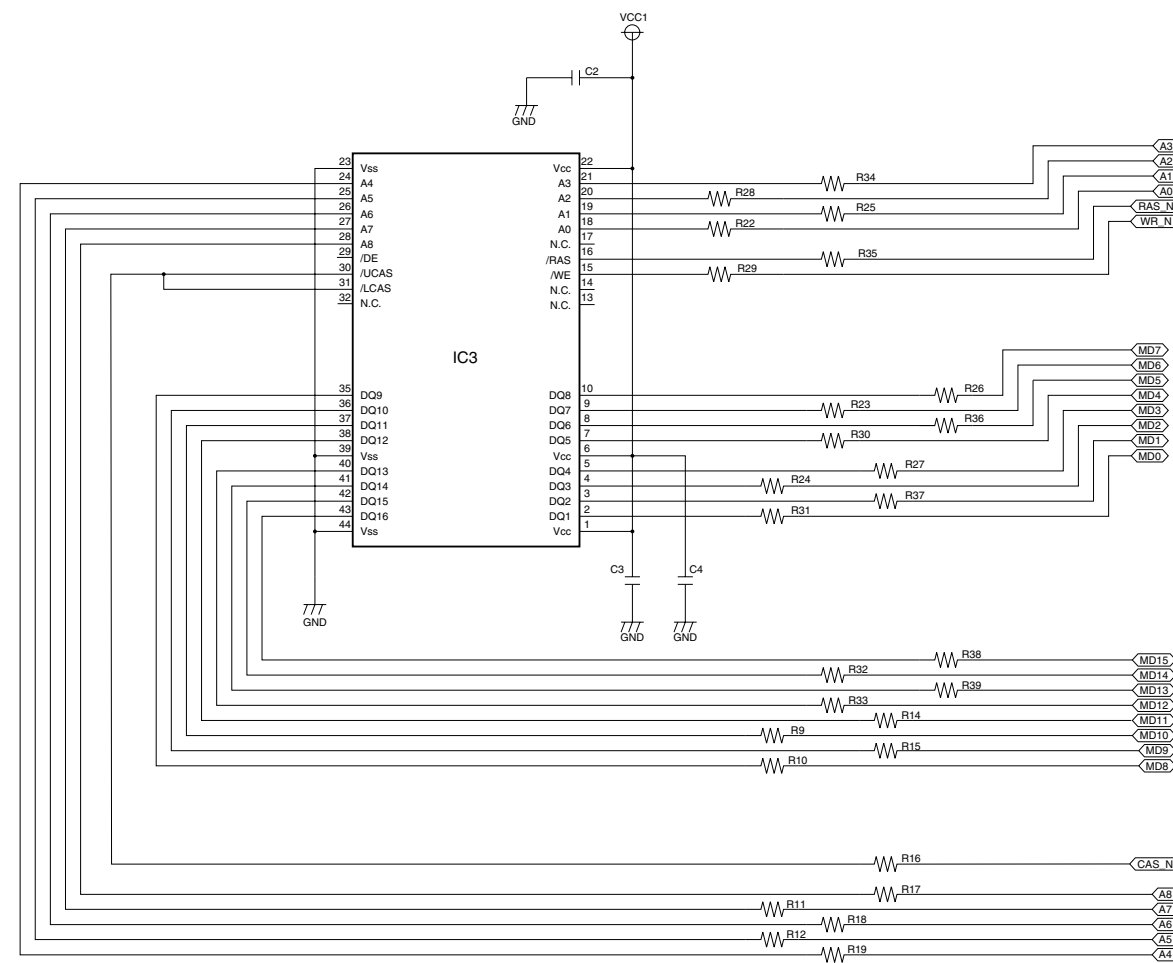 VCC1
C2
GND
23 Vss Vcc 22
24 A4 A3 21 R34 A3
25 A5 A2 20 R28 A2
26 A6 A1 19 R25 A1
27 A7 A0 18 R22 A0
28 A8 N.C. 17 RAS_N
29 /DE /RAS 16 R35 WR_N
30 /UCAS /WE 15 R29
31 /LCAS N.C. 14
32 N.C. N.C. 13
IC3
MD7
MD6
MD5
35 DQ9 DQ8 10 R26 MD4
36 DQ10 DQ7 9 R23 MD3
37 DQ11 DQ6 8 R36 MD2
38 DQ12 DQ5 7 R30 MD1
39 Vss Vcc 6 MD0
40 DQ13 DQ4 5 R27
41 DQ14 DQ3 4 R24
42 DQ15 DQ2 3 R37
43 DQ16 DQ1 2 R31
44 Vss Vcc 1
C3 C4
GND GND GND
R38 MD15
R32 MD14
R39 MD13
R33 MD12
R14 MD11
R9 MD10
R15 MD9
R10 MD8
R16 CAS_N
R17 A8
R11 A7
R18 A6
R12 A5
R19 A4